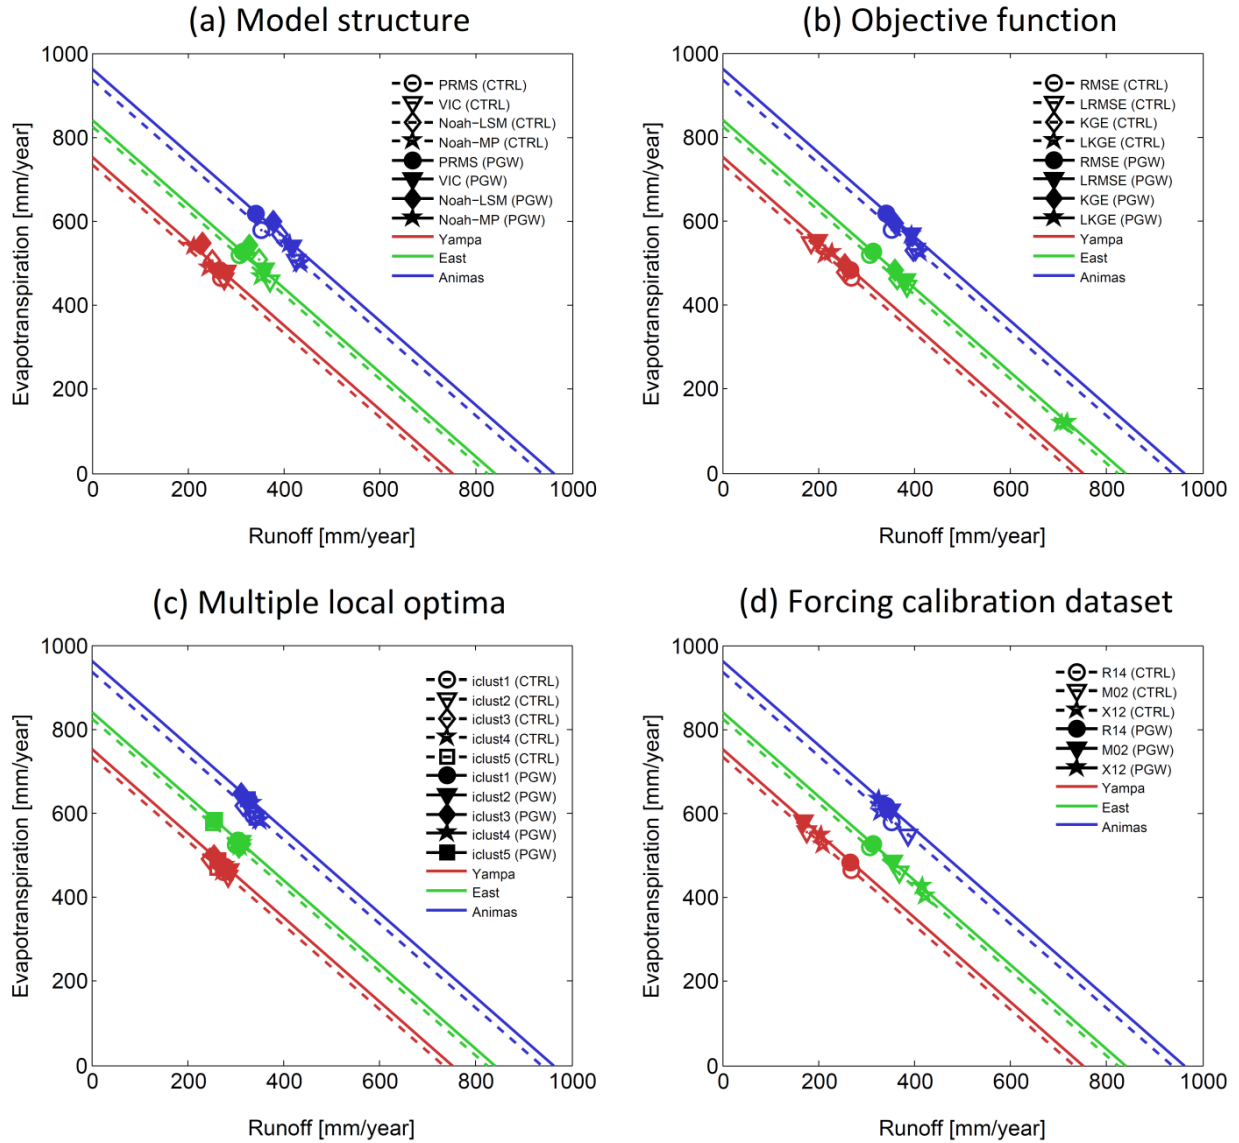 (a) Model structure
1000
800
600
400
200
0
0 200 400 600 800 1000
Evapotranspiration [mm/year]
Runoff [mm/year]
PRMS (CTRL)
VIC (CTRL)
Noah-LSM (CTRL)
Noah-MP (CTRL)
PRMS (PGW)
VIC (PGW)
Noah-LSM (PGW)
Noah-MP (PGW)
Yampa
East
Animas
(b) Objective function
1000
800
600
400
200
0
0 200 400 600 800 1000
Evapotranspiration [mm/year]
Runoff [mm/year]
RMSE (CTRL)
LRMSE (CTRL)
KGE (CTRL)
LKGE (CTRL)
RMSE (PGW)
LRMSE (PGW)
KGE (PGW)
LKGE (PGW)
Yampa
East
Animas
(c) Multiple local optima
1000
800
600
400
200
0
0 200 400 600 800 1000
Evapotranspiration [mm/year]
Runoff [mm/year]
iclust1 (CTRL)
iclust2 (CTRL)
iclust3 (CTRL)
iclust4 (CTRL)
iclust5 (CTRL)
iclust1 (PGW)
iclust2 (PGW)
iclust3 (PGW)
iclust4 (PGW)
iclust5 (PGW)
Yampa
East
Animas
(d) Forcing calibration dataset
1000
800
600
400
200
0
0 200 400 600 800 1000
Evapotranspiration [mm/year]
Runoff [mm/year]
R14 (CTRL)
M02 (CTRL)
X12 (CTRL)
R14 (PGW)
M02 (PGW)
X12 (PGW)
Yampa
East
Animas